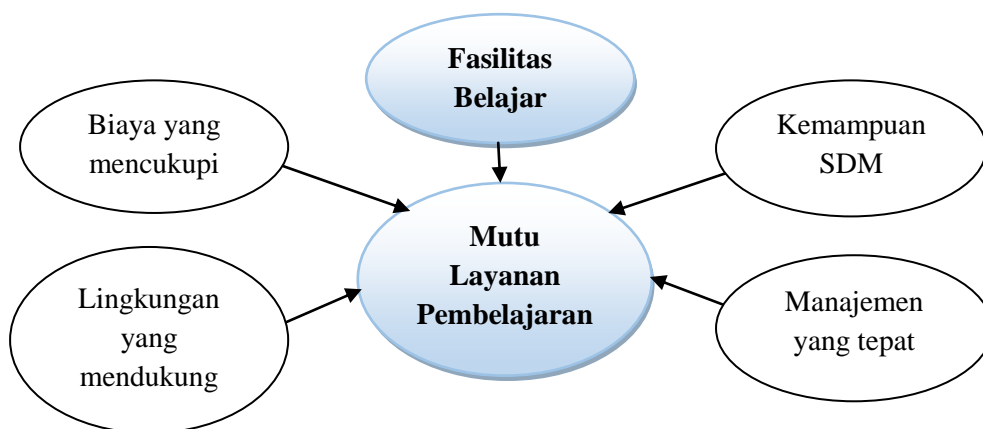 Fasilitas
Belajar
Biaya yang
mencukupi
Kemampuan
SDM
Mutu
Layanan
Pembelajaran
Lingkungan
yang
mendukung
Manajemen
yang tepat